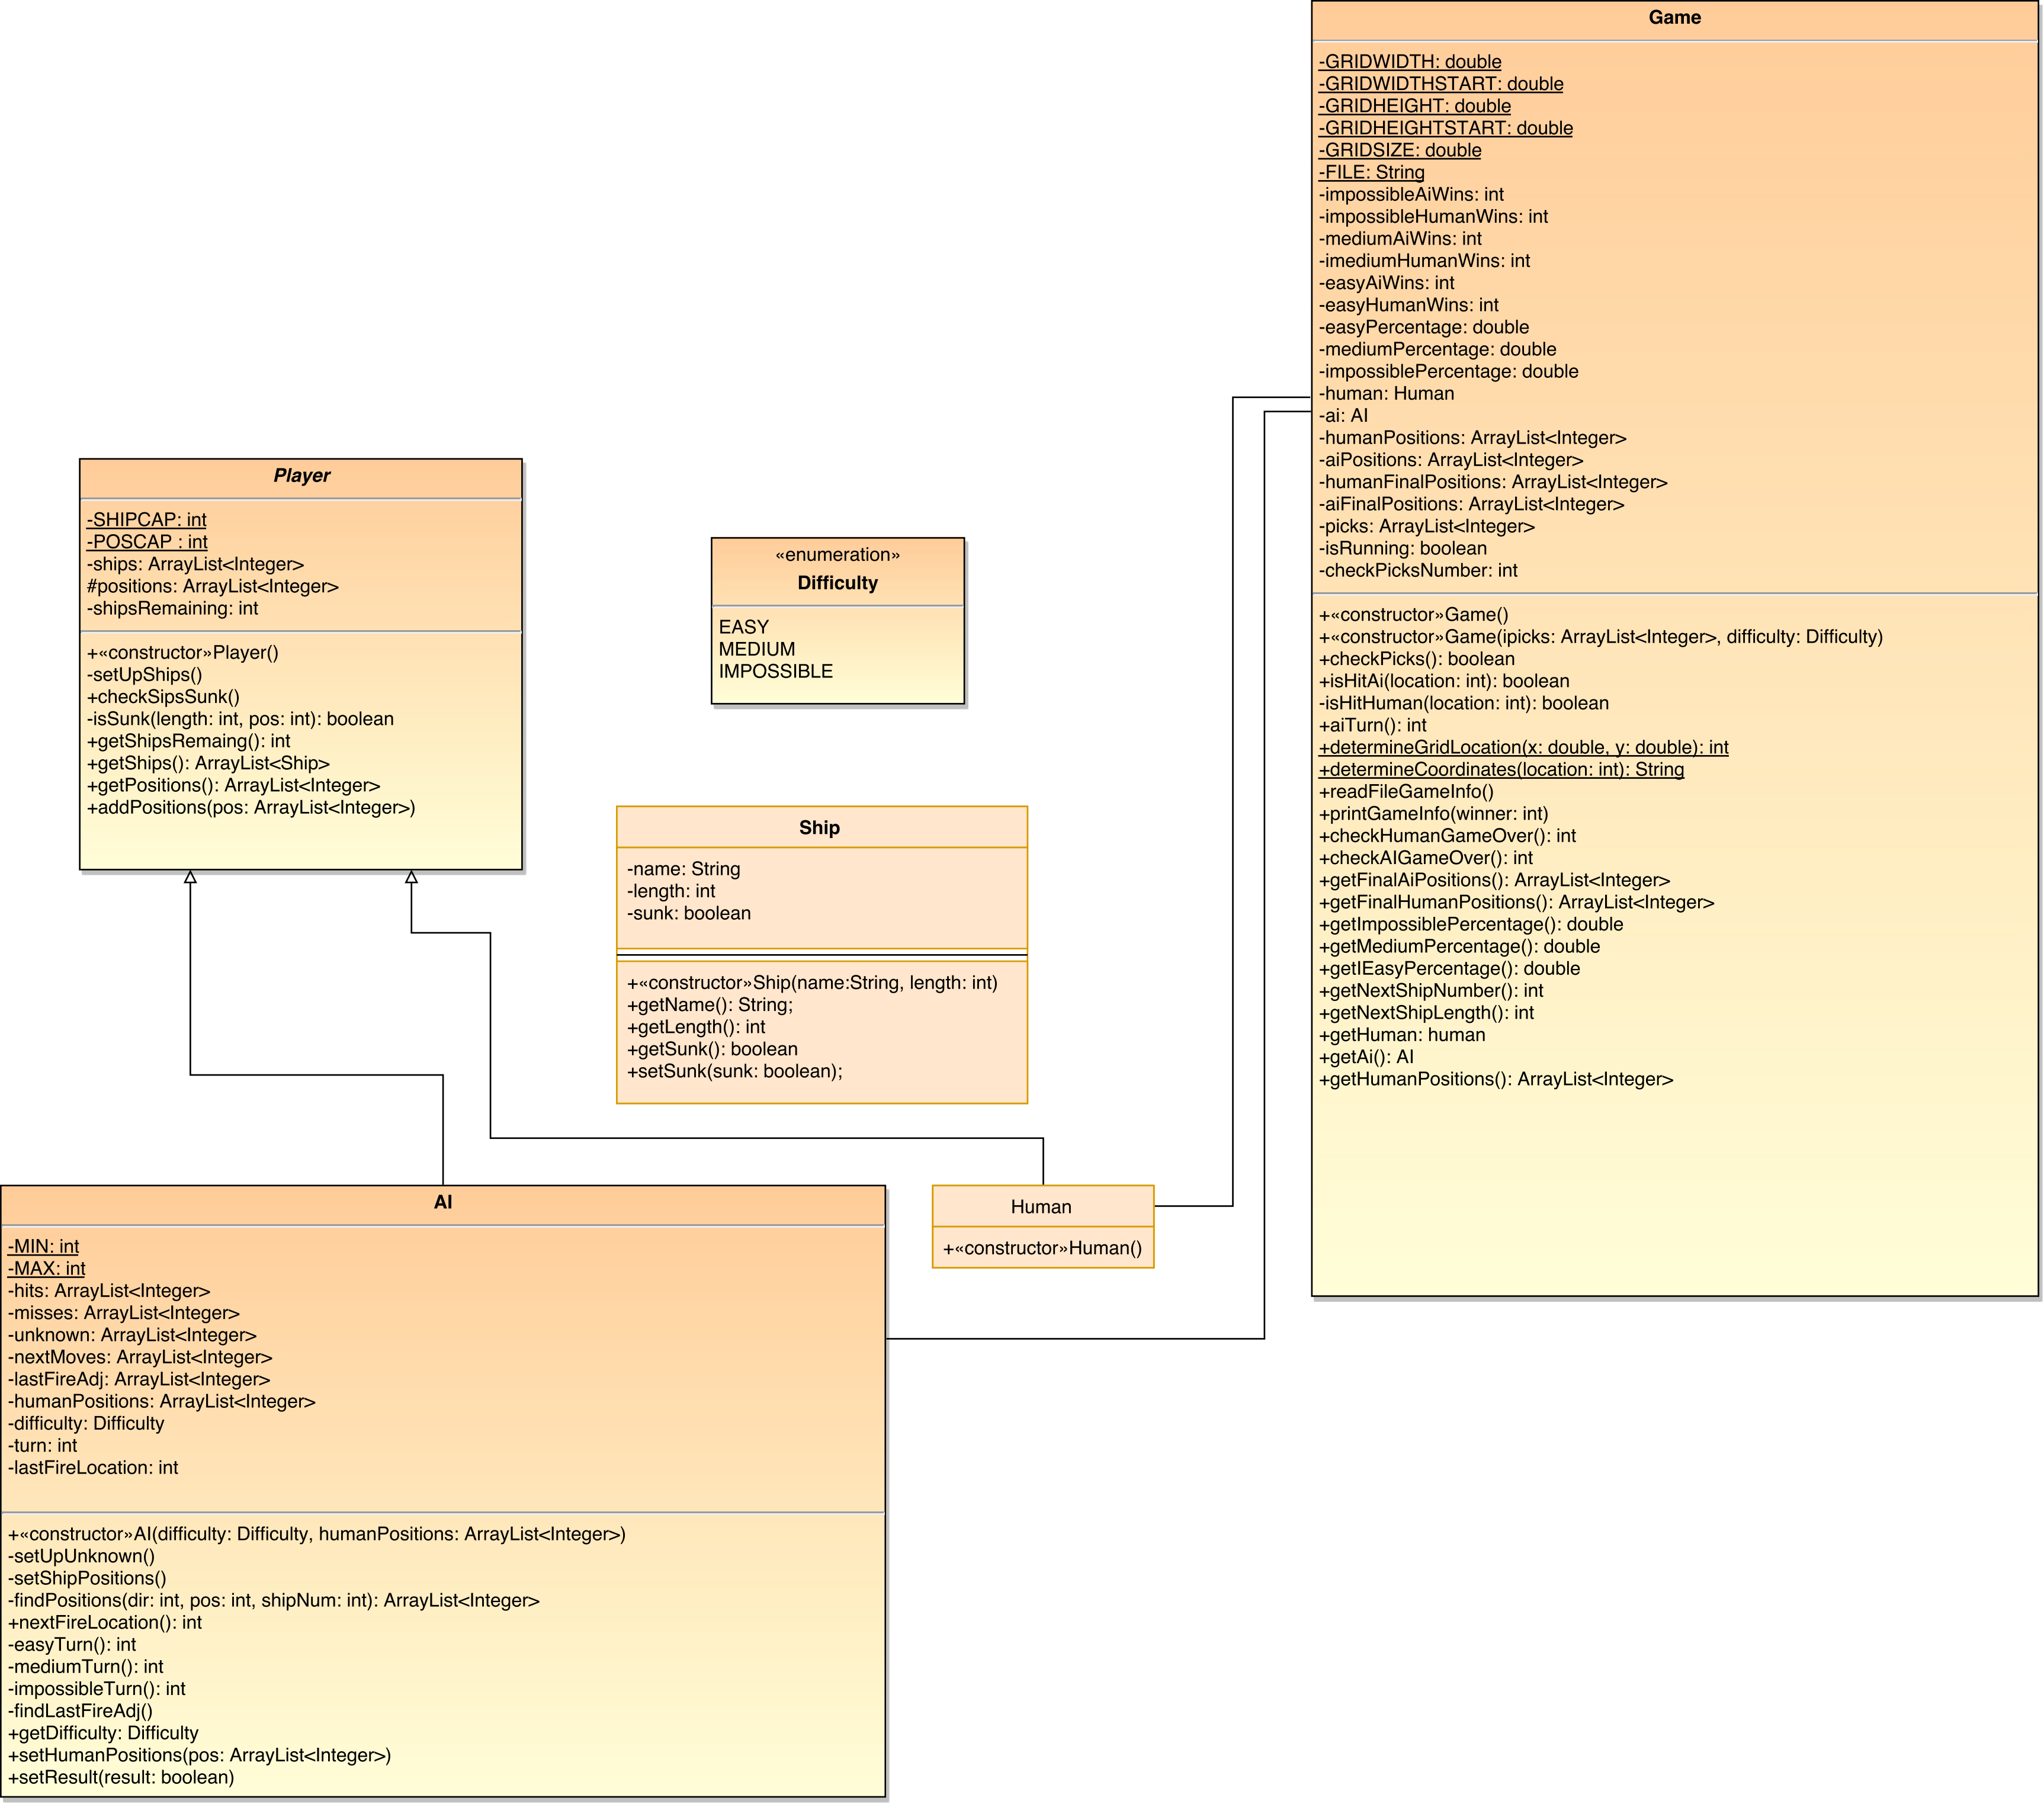 Game
-GRIDWIDTH: double
-GRIDWIDTHSTART: double
-GRIDHEIGHT: double
-GRIDHEIGHTSTART: double
-GRIDSIZE: double
-FILE: String
-impossibleAiWins: int
-impossibleHumanWins: int
-mediumAiWins: int
-imediumHumanWins: int
-easyAiWins: int
-easyHumanWins: int
-easyPercentage: double
-mediumPercentage: double
-impossiblePercentage: double
-human: Human
-ai: AI
-humanPositions: ArrayList<Integer>
-aiPositions: ArrayList<Integer>
-humanFinalPositions: ArrayList<Integer>
-aiFinalPositions: ArrayList<Integer>
-picks: ArrayList<Integer>
-isRunning: boolean
-checkPicksNumber: int
+«constructor»Game()
+«constructor»Game(ipicks: ArrayList<Integer>, difficulty: Difficulty)
+checkPicks(): boolean
+isHitAi(location: int): boolean
-isHitHuman(location: int): boolean
+aiTurn(): int
+determineGridLocation(x: double, y: double): int
+determineCoordinates(location: int): String
+readFileGameInfo()
+printGameInfo(winner: int)
+checkHumanGameOver(): int
+checkAIGameOver(): int
+getFinalAiPositions(): ArrayList<Integer>
+getFinalHumanPositions(): ArrayList<Integer>
+getImpossiblePercentage(): double
+getMediumPercentage(): double
+getIEasyPercentage(): double
+getNextShipNumber(): int
+getNextShipLength(): int
+getHuman: human
+getAi(): AI
+getHumanPositions(): ArrayList<Integer>
Player
-SHIPCAP: int
-POSCAP : int
-ships: ArrayList<Integer>
#positions: ArrayList<Integer>
-shipsRemaining: int
+«constructor»Player()
-setUpShips()
+checkSipsSunk()
-isSunk(length: int, pos: int): boolean
+getShipsRemaing(): int
+getShips(): ArrayList<Ship>
+getPositions(): ArrayList<Integer>
+addPositions(pos: ArrayList<Integer>)
«enumeration»
Difficulty
EASY
MEDIUM
IMPOSSIBLE
Ship
-name: String
-length: int
-sunk: boolean
+«constructor»Ship(name:String, length: int)
+getName(): String;
+getLength(): int
+getSunk(): boolean
+setSunk(sunk: boolean);
Human
+«constructor»Human()
AI
-MIN: int
-MAX: int
-hits: ArrayList<Integer>
-misses: ArrayList<Integer>
-unknown: ArrayList<Integer>
-nextMoves: ArrayList<Integer>
-lastFireAdj: ArrayList<Integer>
-humanPositions: ArrayList<Integer>
-difficulty: Difficulty
-turn: int
-lastFireLocation: int
+«constructor»AI(difficulty: Difficulty, humanPositions: ArrayList<Integer>)
-setUpUnknown()
-setShipPositions()
-findPositions(dir: int, pos: int, shipNum: int): ArrayList<Integer>
+nextFireLocation(): int
-easyTurn(): int
-mediumTurn(): int
-impossibleTurn(): int
-findLastFireAdj()
+getDifficulty: Difficulty
+setHumanPositions(pos: ArrayList<Integer>)
+setResult(result: boolean)